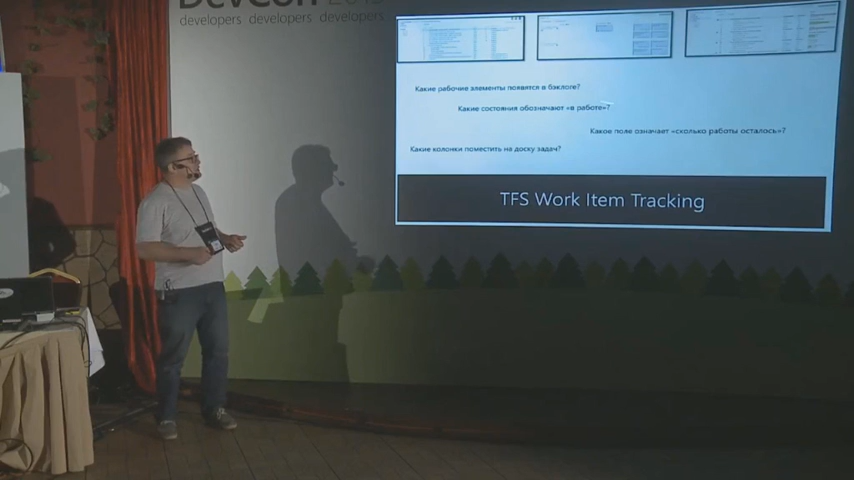 DevCon 2015
developers developers developers
Какие рабочие элементы появятся в бэклоге?
Какие состояния обозначают «в работе»?
Какое поле означает «сколько работы осталось»?
Какие колонки поместить на доску задач?
TFS Work Item Tracking